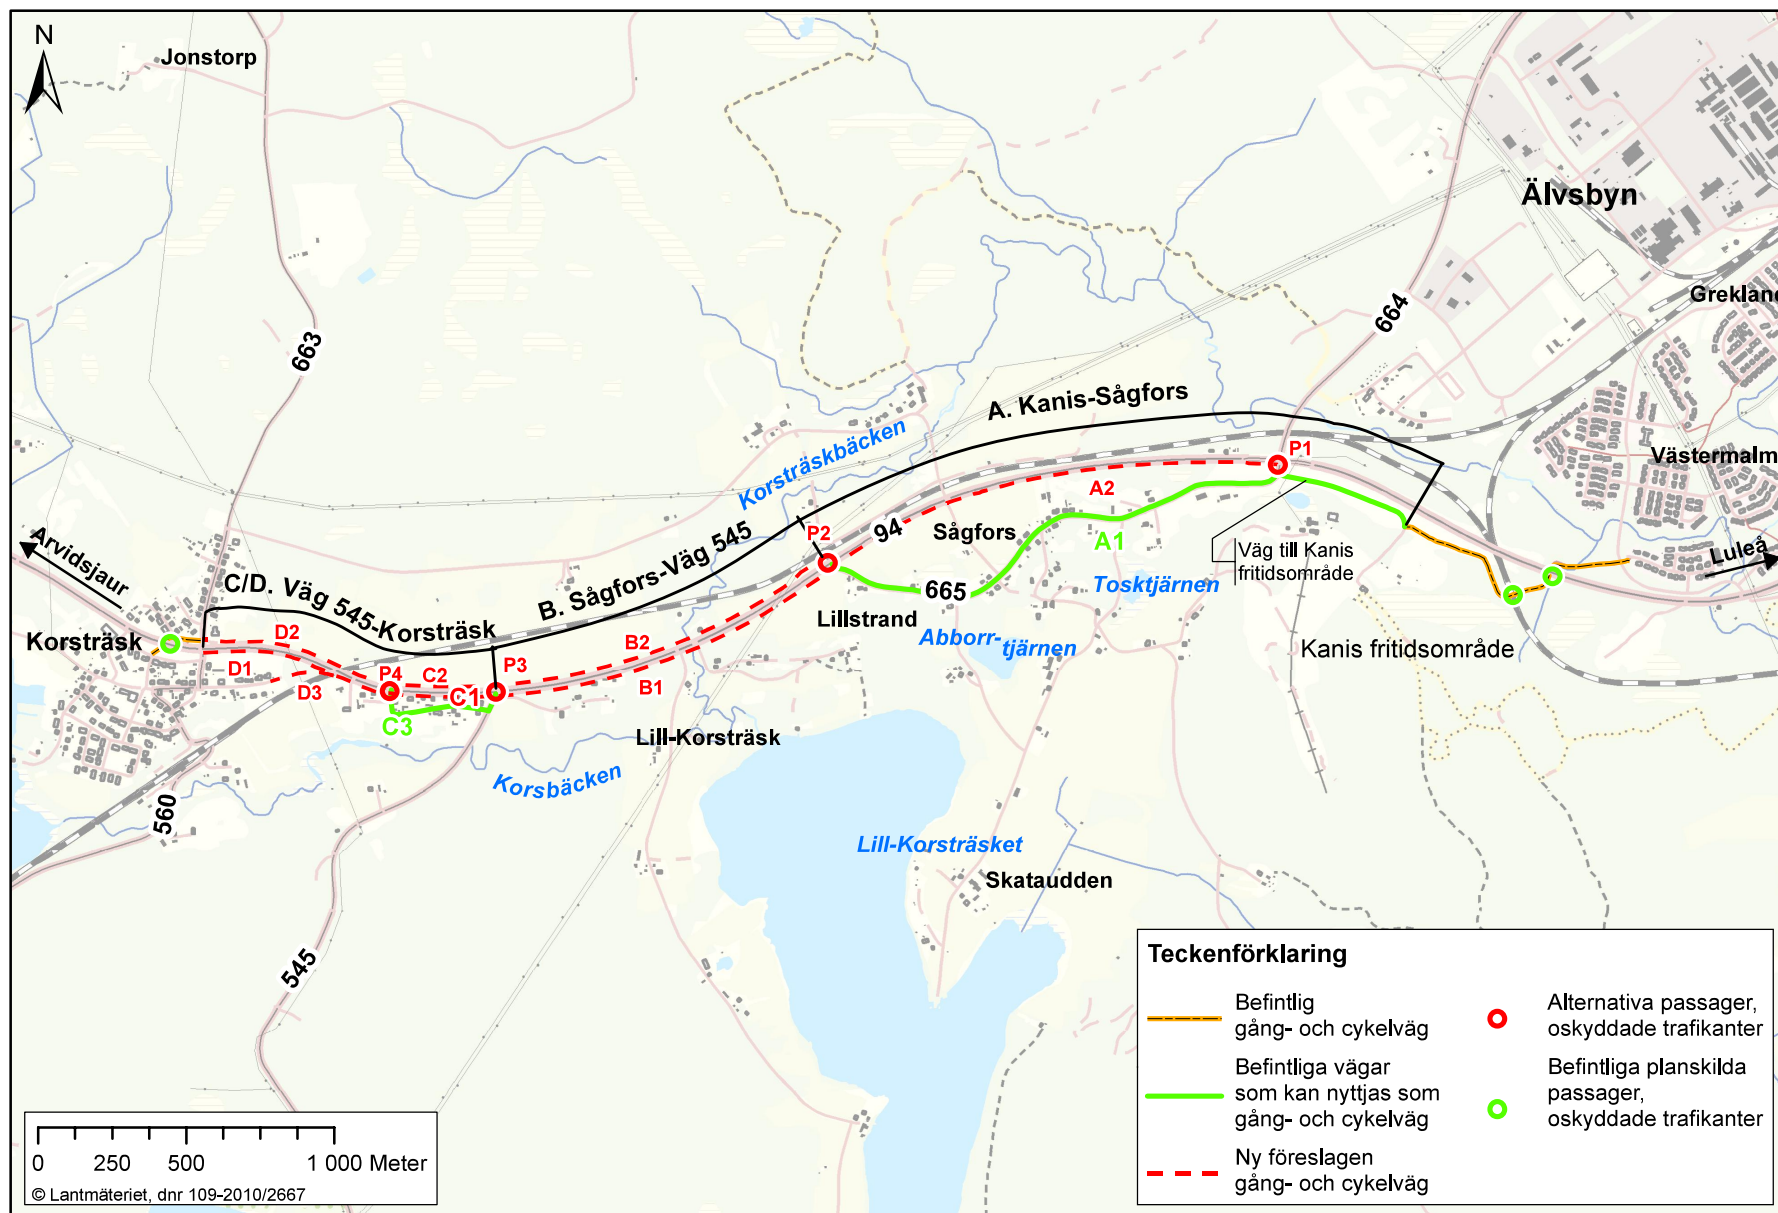 N
Jonstorp
Älvsbyn
Grekland
664
663
A. Kanis-Sågfors
P1
Västermalm
Korsträskbäcken
A2
94
Sågfors
P2
A1
Väg till Kanis
fritidsområde
Luleå
Arvidsjaur
B. Sågfors-Väg 545
C/D. Väg 545-Korsträsk
665
Tosktjärnen
Lillstrand
Abborr-
tjärnen
Kanis fritidsområde
Korsträsk
D2
B2
D1
P4
C2
P3
D3
C1
B1
C3
Lill-Korsträsk
Korsbäcken
560
Lill-Korsträsket
Skataudden
545
Teckenförklaring
Befintlig
gång- och cykelväg
Befintliga vägar
som kan nyttjas som
gång- och cykelväg
Ny föreslagen
gång- och cykelväg
Alternativa passager,
oskyddade trafikanter
Befintliga planskilda
passager,
oskyddade trafikanter
0 250 500 1 000 Meter
© Lantmäteriet, dnr 109-2010/2667